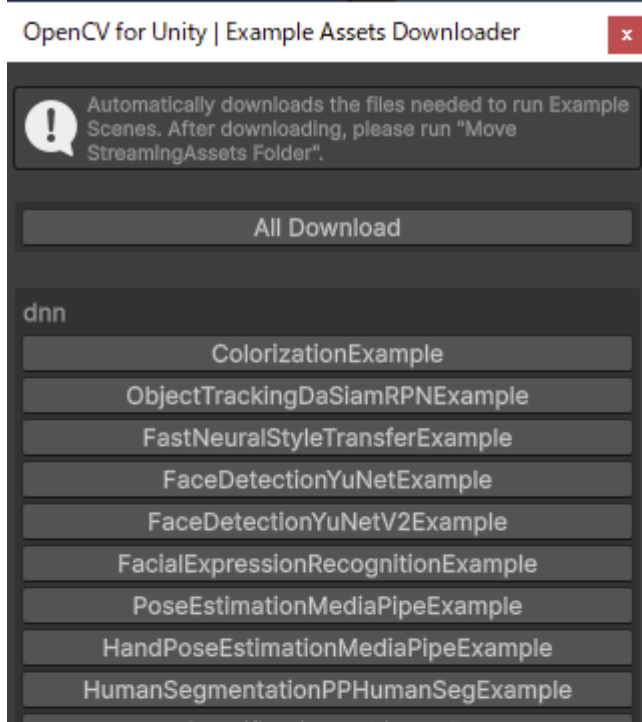 OpenCV for Unity | Example Assets Downloader
x
Automatically downloads the files needed to run Example
Scenes. After downloading, please run "Move
StreamingAssets Folder".
All Download
dnn
ColorizationExample
ObjectTrackingDaSiamRPNExample
FastNeuralStyleTransferExample
FaceDetectionYuNetExample
FaceDetectionYuNetV2Example
FacialExpressionRecognitionExample
PoseEstimationMediaPipeExample
HandPoseEstimationMediaPipeExample
HumanSegmentationPPHumanSegExample